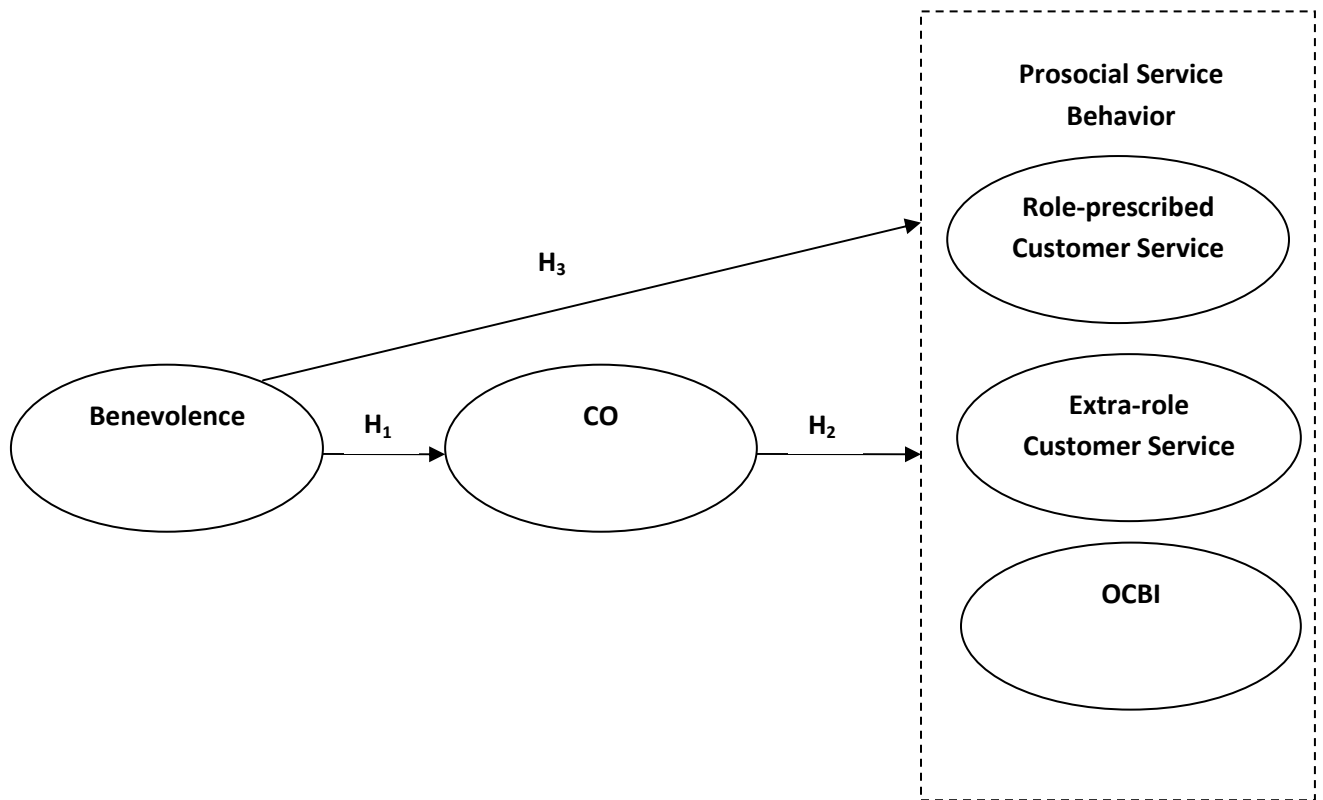 Prosocial Service
Behavior
Role-prescribed
Customer Service
H₃
Benevolence
H₁
CO
H₂
Extra-role
Customer Service
OCBI